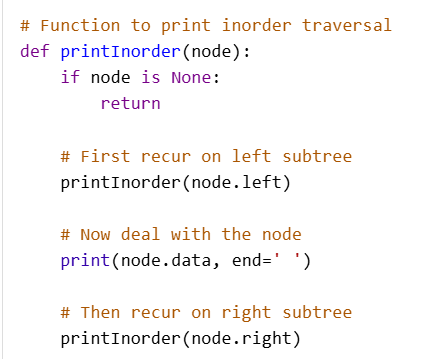 # Function to print inorder traversal
def printInorder(node):
    if node is None:
        return
    # First recur on left subtree
    printInorder(node.left)
    # Now deal with the node
    print(node.data, end=' ')
    # Then recur on right subtree
    printInorder(node.right)